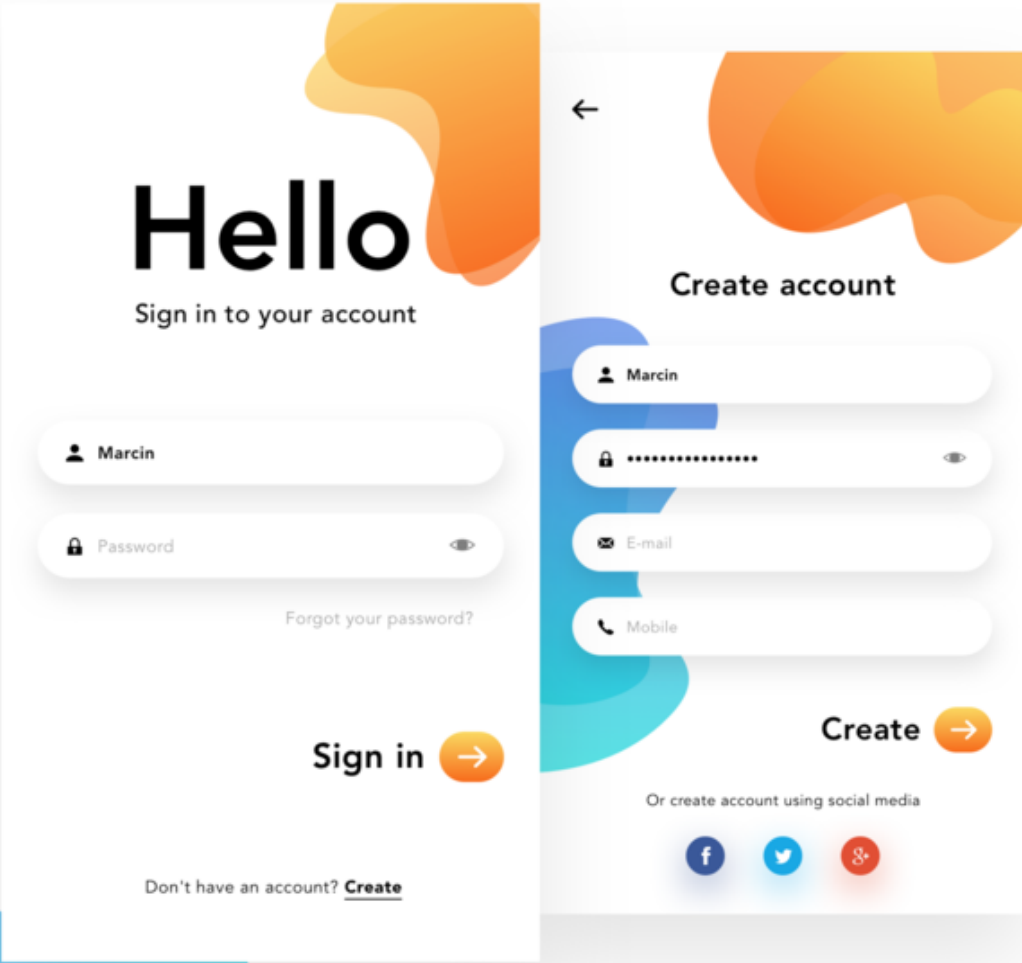 Hello
Sign in to your account
Marcin
Password
Forgot your password?
Sign in
Don't have an account? Create
Create account
Marcin
••••••••••••••••
E-mail
Mobile
Create
Or create account using social media
f
g+